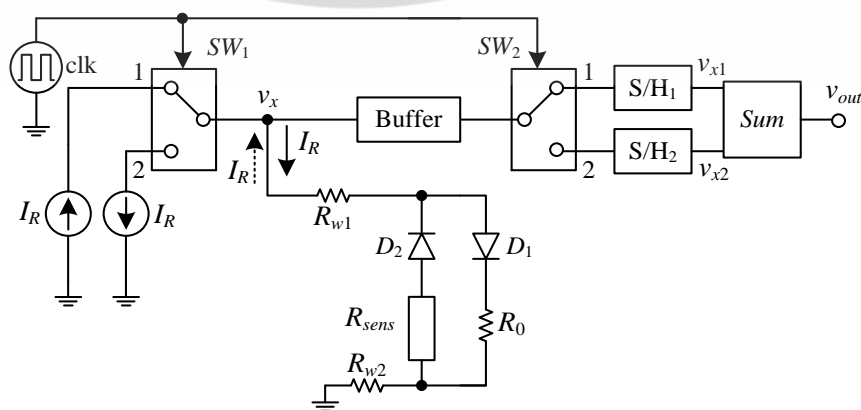 clk
SW1
SW2
1
2
vx
Buffer
1
2
S/H1
S/H2
vx1
vx2
Sum
vout
IR
IR
IR
IR
Rw1
D2
D1
Rsens
R0
Rw2